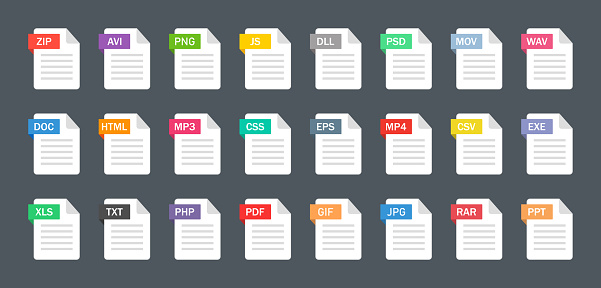 ZIP AVI PNG JS DLL PSD MOV WAV
DOC HTML MP3 CSS EPS MP4 CSV EXE
XLS TXT PHP PDF GIF JPG RAR PPT